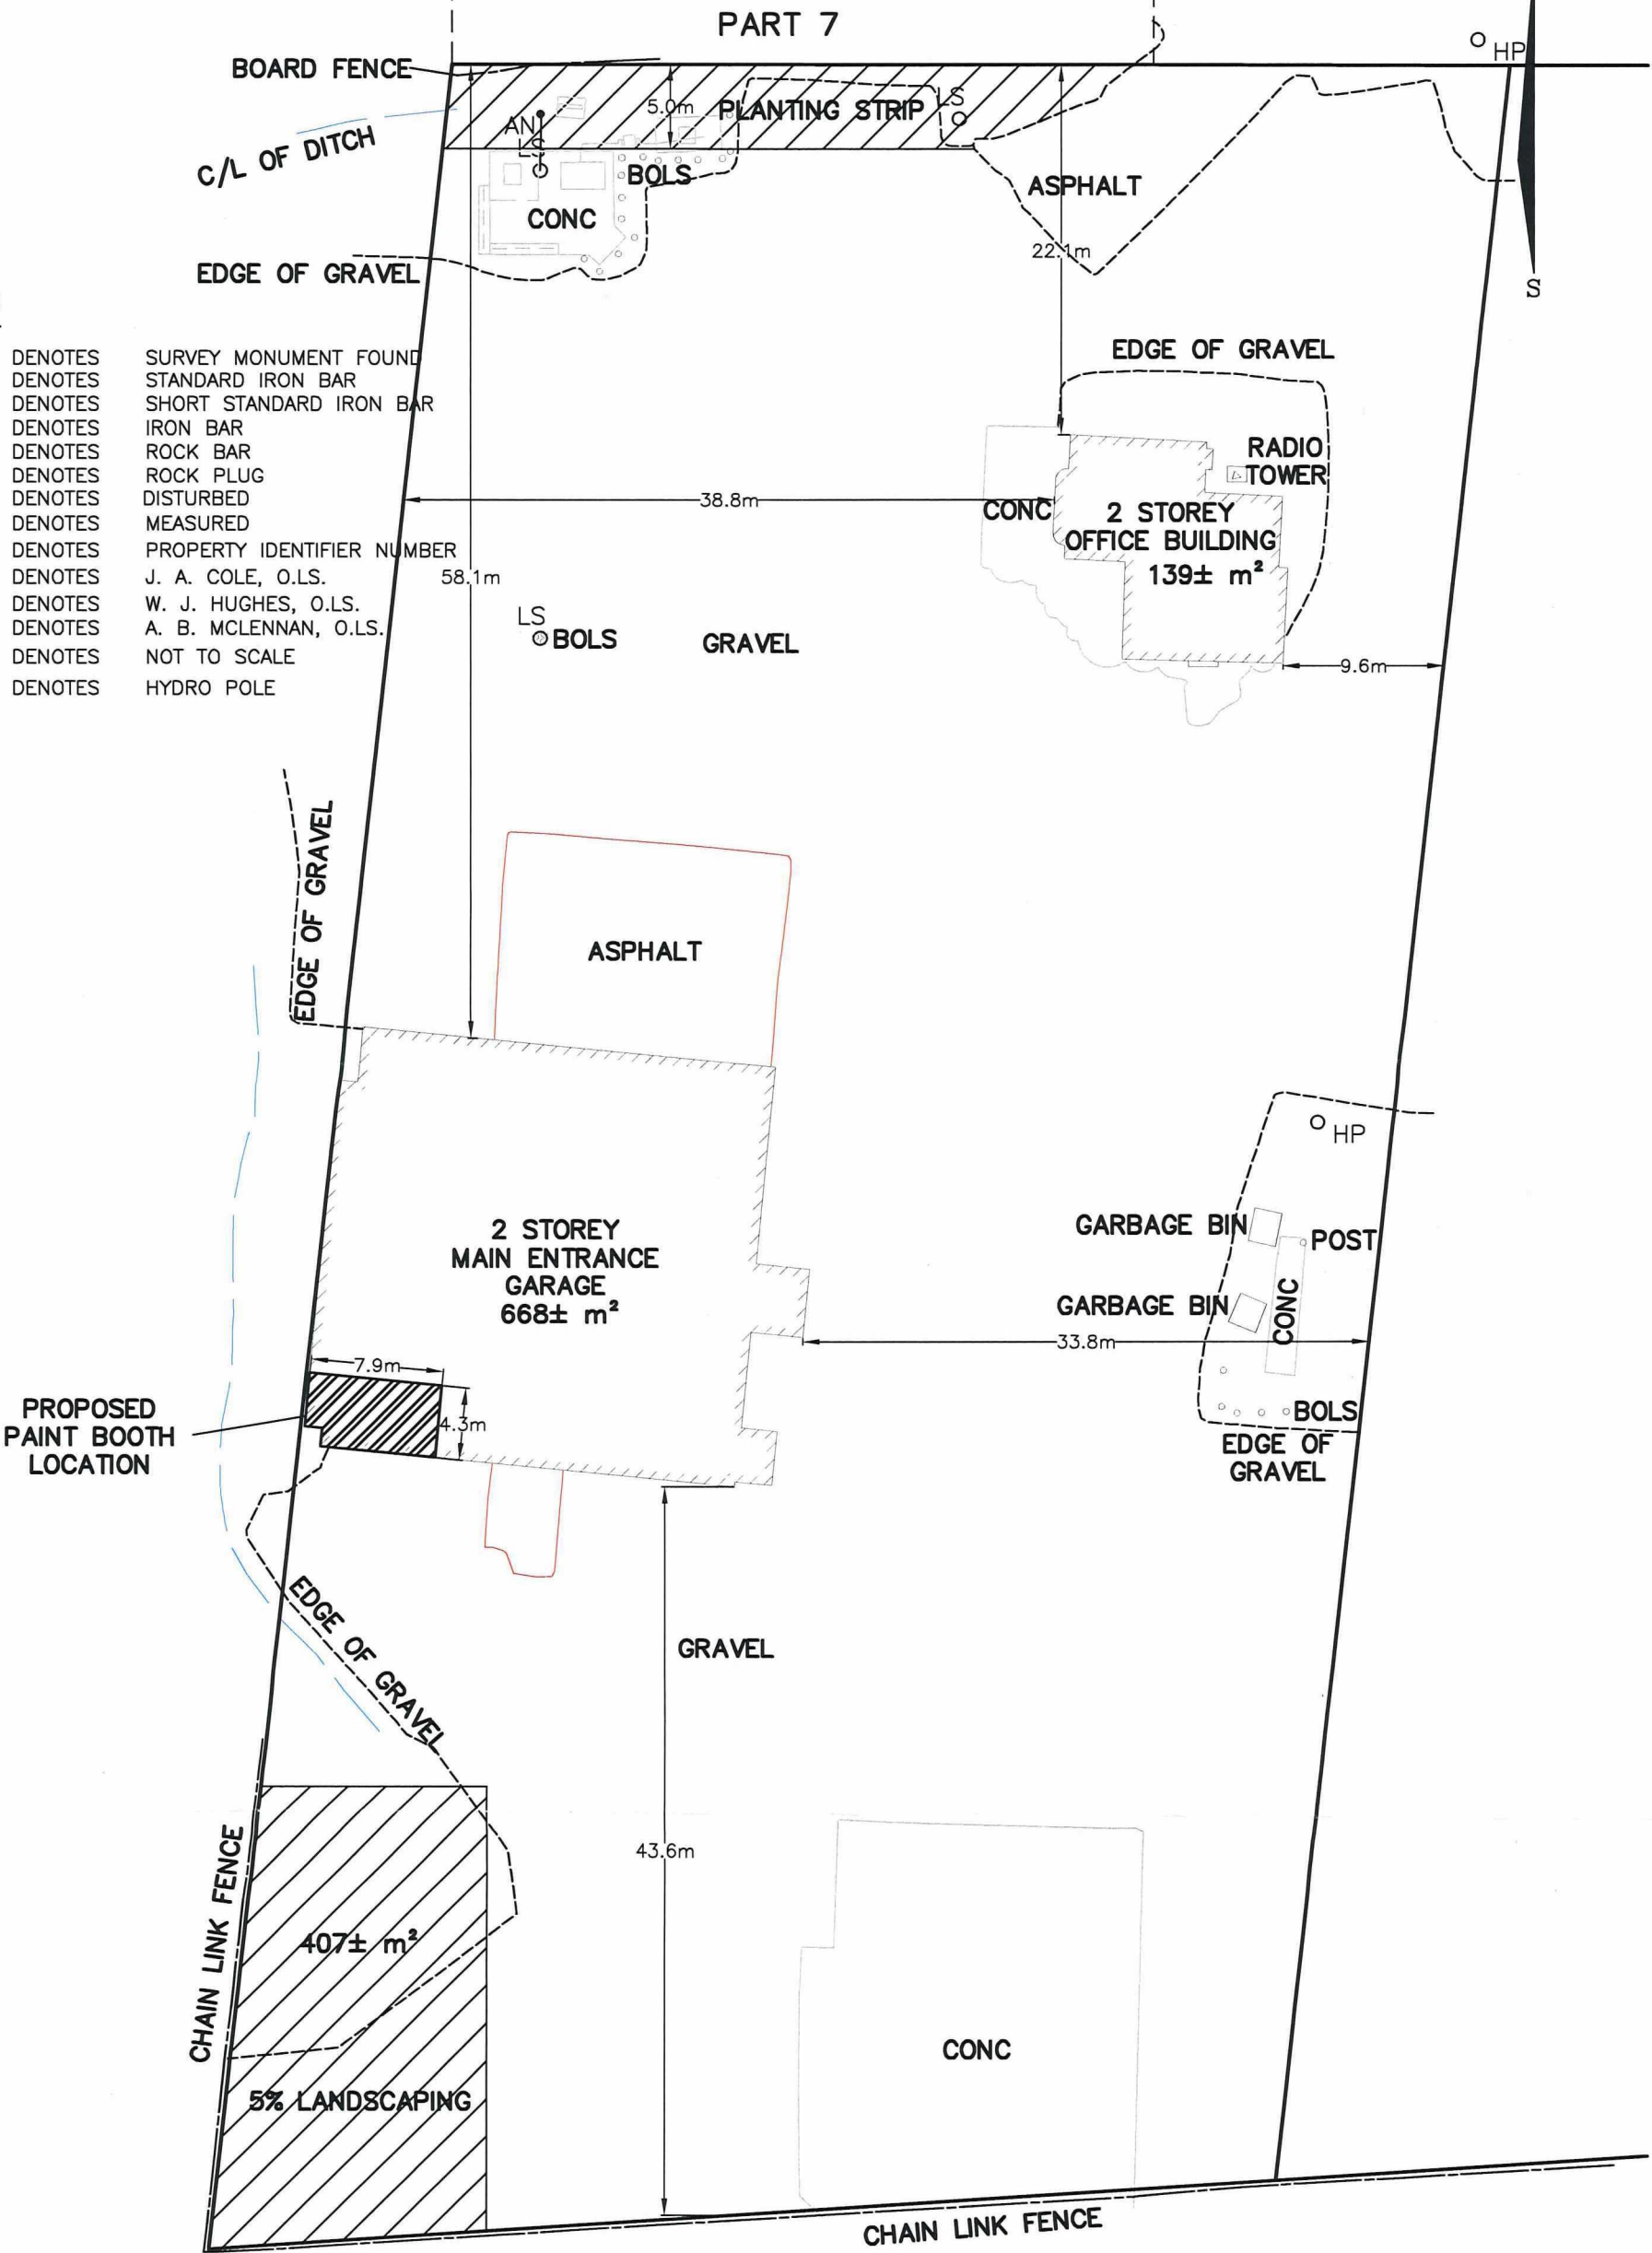 PART 7
HP
BOARD FENCE
5.0m
PLANTING STRIP
LS
AN
LS
C/L OF DITCH
BOLS
ASPHALT
CONC
22.1m
EDGE OF GRAVEL
S
DENOTES SURVEY MONUMENT FOUND
DENOTES STANDARD IRON BAR
DENOTES SHORT STANDARD IRON BAR
DENOTES IRON BAR
DENOTES ROCK BAR
DENOTES ROCK PLUG
DENOTES DISTURBED
DENOTES MEASURED
DENOTES PROPERTY IDENTIFIER NUMBER
DENOTES J. A. COLE, O.LS.
DENOTES W. J. HUGHES, O.LS.
DENOTES A. B. MCLENNAN, O.LS.
DENOTES NOT TO SCALE
DENOTES HYDRO POLE
EDGE OF GRAVEL
RADIO
TOWER
38.8m
CONC
2 STOREY
OFFICE BUILDING
139± m²
58.1m
LS
BOLS
GRAVEL
9.6m
EDGE OF GRAVEL
ASPHALT
HP
2 STOREY
MAIN ENTRANCE
GARAGE
668± m²
GARBAGE BIN
POST
GARBAGE BIN
CONC
33.8m
7.9m
4.3m
PROPOSED
PAINT BOOTH
LOCATION
BOLS
EDGE OF
GRAVEL
EDGE OF GRAVEL
GRAVEL
43.6m
CHAIN LINK FENCE
407± m²
CONC
5% LANDSCAPING
CHAIN LINK FENCE